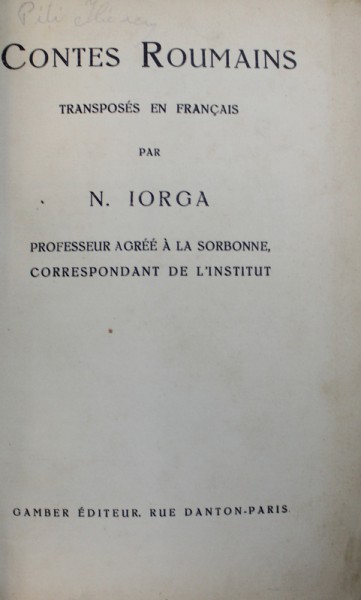 CONTES ROUMAINS
TRANSPOSÉS EN FRANÇAIS
PAR
N. IORGA
PROFESSEUR AGRÉÉ À LA SORBONNE,
CORRESPONDANT DE L'INSTITUT
GAMBER ÉDITEUR. RUE DANTON-PARIS